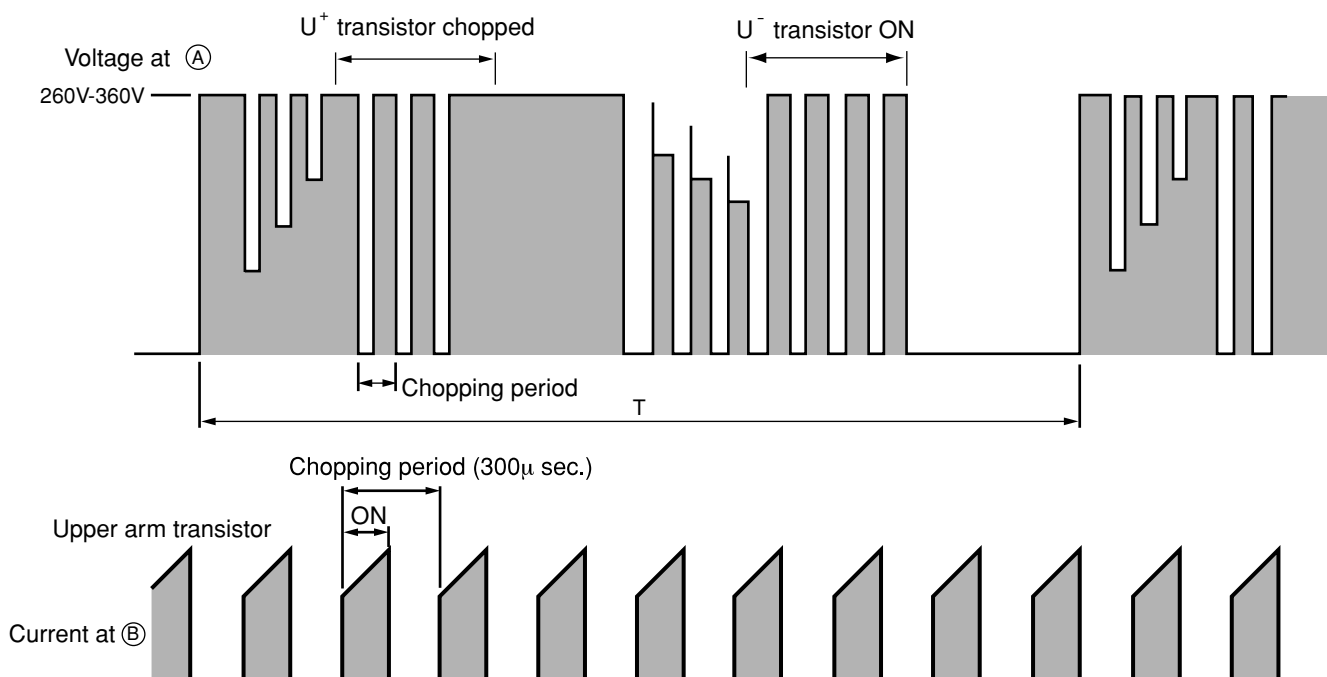 U⁺ transistor chopped
U⁻ transistor ON
Voltage at Ⓐ
260V-360V
Chopping period
T
Chopping period (300μ sec.)
ON
Upper arm transistor
Current at Ⓑ